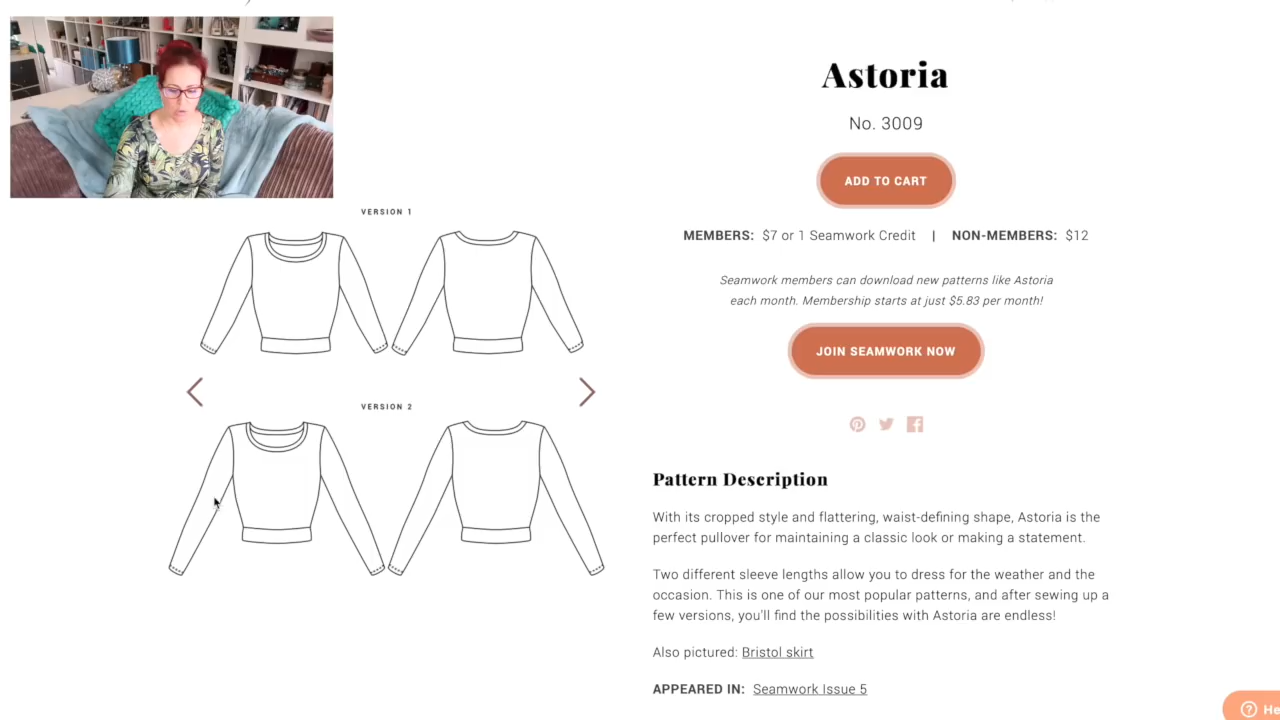 Astoria
No. 3009
ADD TO CART
MEMBERS: $7 or 1 Seamwork Credit | NON-MEMBERS: $12
Seamwork members can download new patterns like Astoria
each month. Membership starts at just $5.83 per month!
JOIN SEAMWORK NOW
VERSION 1
VERSION 2
Pattern Description
With its cropped style and flattering, waist-defining shape, Astoria is the
perfect pullover for maintaining a classic look or making a statement.
Two different sleeve lengths allow you to dress for the weather and the
occasion. This is one of our most popular patterns, and after sewing up a
few versions, you'll find the possibilities with Astoria are endless!
Also pictured: Bristol skirt
APPEARED IN: Seamwork Issue 5